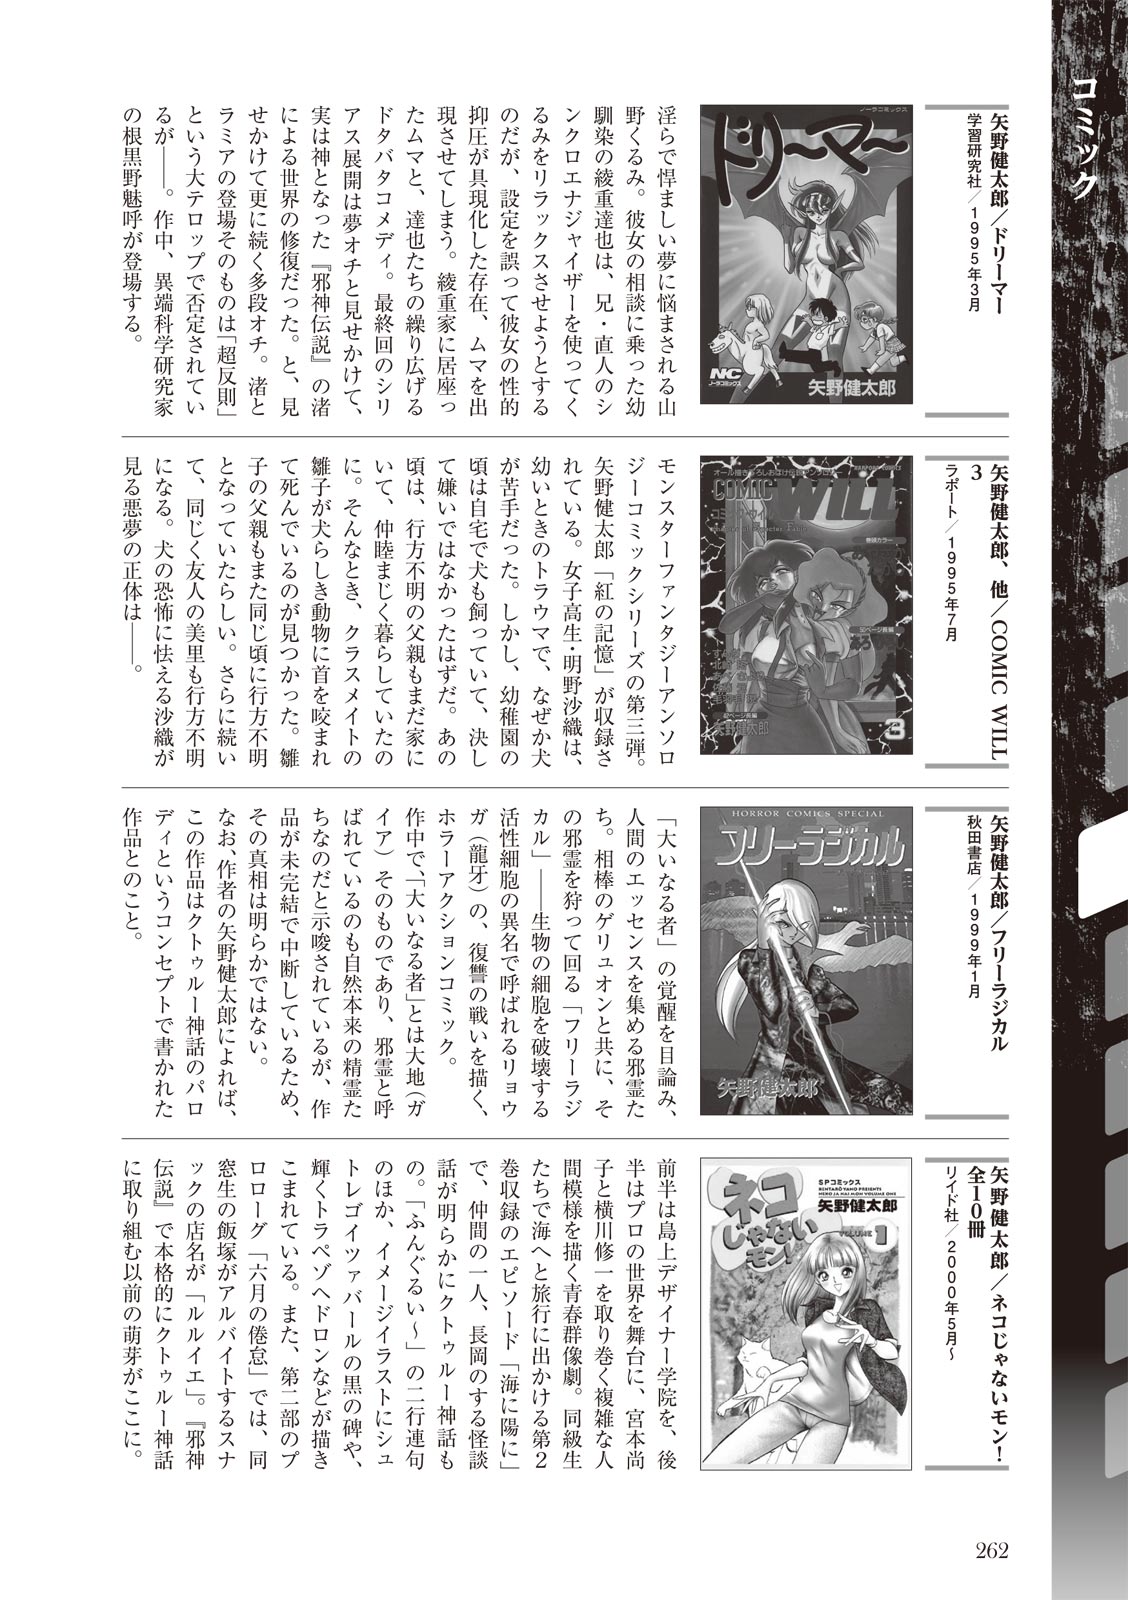 コミック
矢野健太郎／ドリーマー
学習研究社／1995年3月
ノーラコミックス
ドリーマー
NC
ノーラコミックス
矢野健太郎
淫らで悍ましい夢に悩まされる山
野くるみ。彼女の相談に乗った幼
馴染の綾重達也は、兄・直人のシ
ンクロエナジャイザーを使ってく
るみをリラックスさせようとする
のだが、設定を誤って彼女の性的
抑圧が具現化した存在、ムマを出
現させてしまう。綾重家に居座っ
たムマと、達也たちの繰り広げる
ドタバタコメディ。最終回のシリ
アス展開は夢オチと見せかけて、
実は神となった『邪神伝説』の渚
による世界の修復だった。と、見
せかけて更に続く多段オチ。渚と
ラミアの登場そのものは「超反則」
という大テロップで否定されてい
るが――。作中、異端科学研究家
の根黒野魅呼が登場する。
矢野健太郎、他／COMIC WILL
3
ラポート／1995年7月
COMIC WILL
巻頭カラー
矢野健太郎
3
モンスターファンタジーアンソロ
ジーコミックシリーズの第三弾。
矢野健太郎「紅の記憶」が収録さ
れている。女子高生・明野沙織は、
幼いときのトラウマで、なぜか犬
が苦手だった。しかし、幼稚園の
頃は自宅で犬も飼っていて、決し
て嫌いではなかったはずだ。あの
頃は、行方不明の父親もまだ家に
いて、仲睦まじく暮らしていたの
に。そんなとき、クラスメイトの
雛子が犬らしき動物に首を咬まれ
て死んでいるのが見つかった。雛
子の父親もまた同じ頃に行方不明
となっていたらしい。さらに続い
て、同じく友人の美里も行方不明
になる。犬の恐怖に怯える沙織が
見る悪夢の正体は――。
矢野健太郎／フリーラジカル
秋田書店／1999年1月
HORROR COMICS SPECIAL
フリーラジカル
矢野健太郎
「大いなる者」の覚醒を目論み、
人間のエッセンスを集める邪霊た
ち。相棒のゲリュオンと共に、そ
の邪霊を狩って回る「フリーラジ
カル」――生物の細胞を破壊する
活性細胞の異名で呼ばれるリョウ
ガ（龍牙）の、復讐の戦いを描く、
ホラーアクションコミック。
作中で、「大いなる者」とは大地（ガ
イア）そのものであり、邪霊と呼
ばれているのも自然本来の精霊た
ちなのだと示唆されているが、作
品が未完結で中断しているため、
その真相は明らかではない。
なお、作者の矢野健太郎によれば、
この作品はクトゥルー神話のパロ
ディというコンセプトで書かれた
作品とのこと。
矢野健太郎／ネコじゃないモン！
全10冊
リイド社／2000年5月～
SPコミックス
KENTARO YANO PRESENTS
NEKO JA NAI MON VOLUME ONE
矢野健太郎
ネコじゃないモン！
VOLUME 1
前半は島上デザイナー学院を、後
半はプロの世界を舞台に、宮本尚
子と横川修一を取り巻く複雑な人
間模様を描く青春群像劇。同級生
たちで海へと旅行に出かける第2
巻収録のエピソード「海に陽に」
で、仲間の一人、長岡のする怪談
話が明らかにクトゥルー神話も
の。「ふんぐるい～」の二行連句
のほか、イメージイラストにシュ
トレゴイツァバールの黒の碑や、
輝くトラペゾヘドロンなどが描き
こまれている。また、第二部のプ
ロローグ「六月の倦怠」では、同
窓生の飯塚がアルバイトするスナ
ックの店名が「ルルイエ」。『邪神
伝説』で本格的にクトゥルー神話
に取り組む以前の萌芽がここに。
262